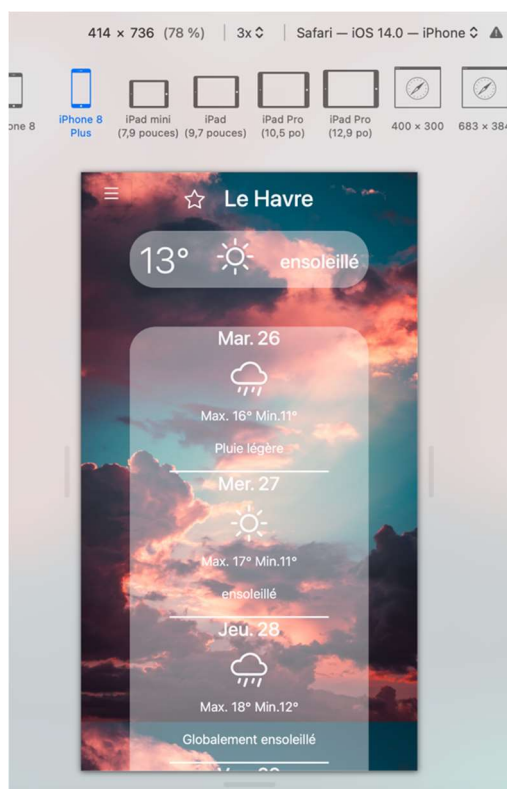 414 × 736 (78 %) 3x Safari — iOS 14.0 — iPhone
one 8
iPhone 8 Plus
iPad mini (7,9 pouces)
iPad (9,7 pouces)
iPad Pro (10,5 po)
iPad Pro (12,9 po)
400 × 300
683 × 384
Le Havre
13° ensoleillé
Mar. 26
Max. 16° Min.11°
Pluie légère
Mer. 27
Max. 17° Min.11°
ensoleillé
Jeu. 28
Max. 18° Min.12°
Globalement ensoleillé